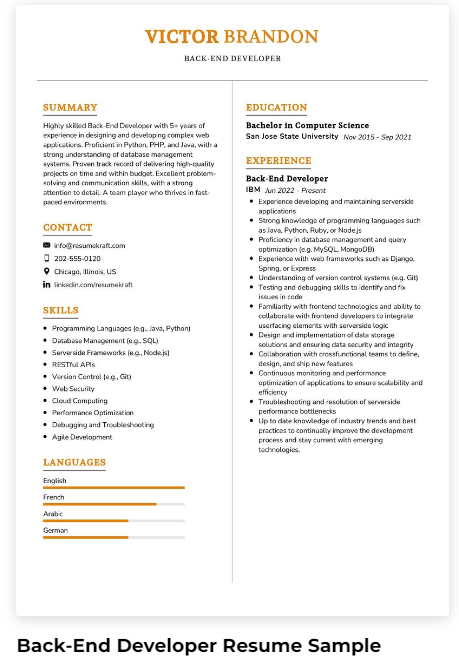 VICTOR BRANDON
BACK-END DEVELOPER
SUMMARY
Highly skilled Back-End Developer with 5+ years of
experience in designing and developing complex web
applications. Proficient in Python, PHP, and Java, with a
strong understanding of database management
systems. Proven track record of delivering high-quality
projects on time and within budget. Excellent problem-
solving and communication skills, with a strong
attention to detail. A team player who thrives in fast-
paced environments.
CONTACT
info@resumekraft.com
202-555-0120
Chicago, Illinois, US
linkedin.com/resumekraft
SKILLS
Programming Languages (e.g., Java, Python)
Database Management (e.g., SQL)
Serverside Frameworks (e.g., Node.js)
RESTful APIs
Version Control (e.g., Git)
Web Security
Cloud Computing
Performance Optimization
Debugging and Troubleshooting
Agile Development
LANGUAGES
English
French
Arabic
German
EDUCATION
Bachelor in Computer Science
San Jose State University Nov 2015 - Sep 2021
EXPERIENCE
Back-End Developer
IBM Jun 2022 - Present
Experience developing and maintaining serverside
applications
Strong knowledge of programming languages such
as Java, Python, Ruby, or Node.js
Proficiency in database management and query
optimization (e.g. MySQL, MongoDB)
Experience with web frameworks such as Django,
Spring, or Express
Understanding of version control systems (e.g. Git)
Testing and debugging skills to identify and fix
issues in code
Familiarity with frontend technologies and ability to
collaborate with frontend developers to integrate
userfacing elements with serverside logic
Design and implementation of data storage
solutions and ensuring data security and integrity
Collaboration with crossfunctional teams to define,
design, and ship new features
Continuous monitoring and performance
optimization of applications to ensure scalability and
efficiency
Troubleshooting and resolution of serverside
performance bottlenecks
Up to date knowledge of industry trends and best
practices to continually improve the development
process and stay current with emerging
technologies.
Back-End Developer Resume Sample